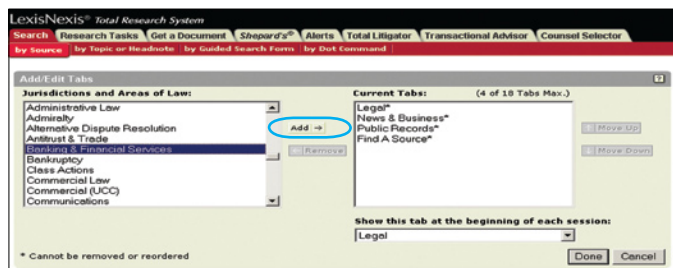 LexisNexis® Total Research System
Search Research Tasks Get a Document Shepard's® Alerts Total Litigator Transactional Advisor Counsel Selector
by Source by Topic or Headnote by Guided Search Form by Dot Command
Add/Edit Tabs ?
Jurisdictions and Areas of Law:
Administrative Law
Admiralty
Alternative Dispute Resolution
Antitrust & Trade
Banking & Financial Services
Bankruptcy
Class Actions
Commercial Law
Commercial (UCC)
Communications
Add →
← Remove
Current Tabs: (4 of 18 Tabs Max.)
Legal*
News & Business*
Public Records*
Find A Source*
Move Up
Move Down
Show this tab at the beginning of each session:
Legal
* Cannot be removed or reordered
Done Cancel